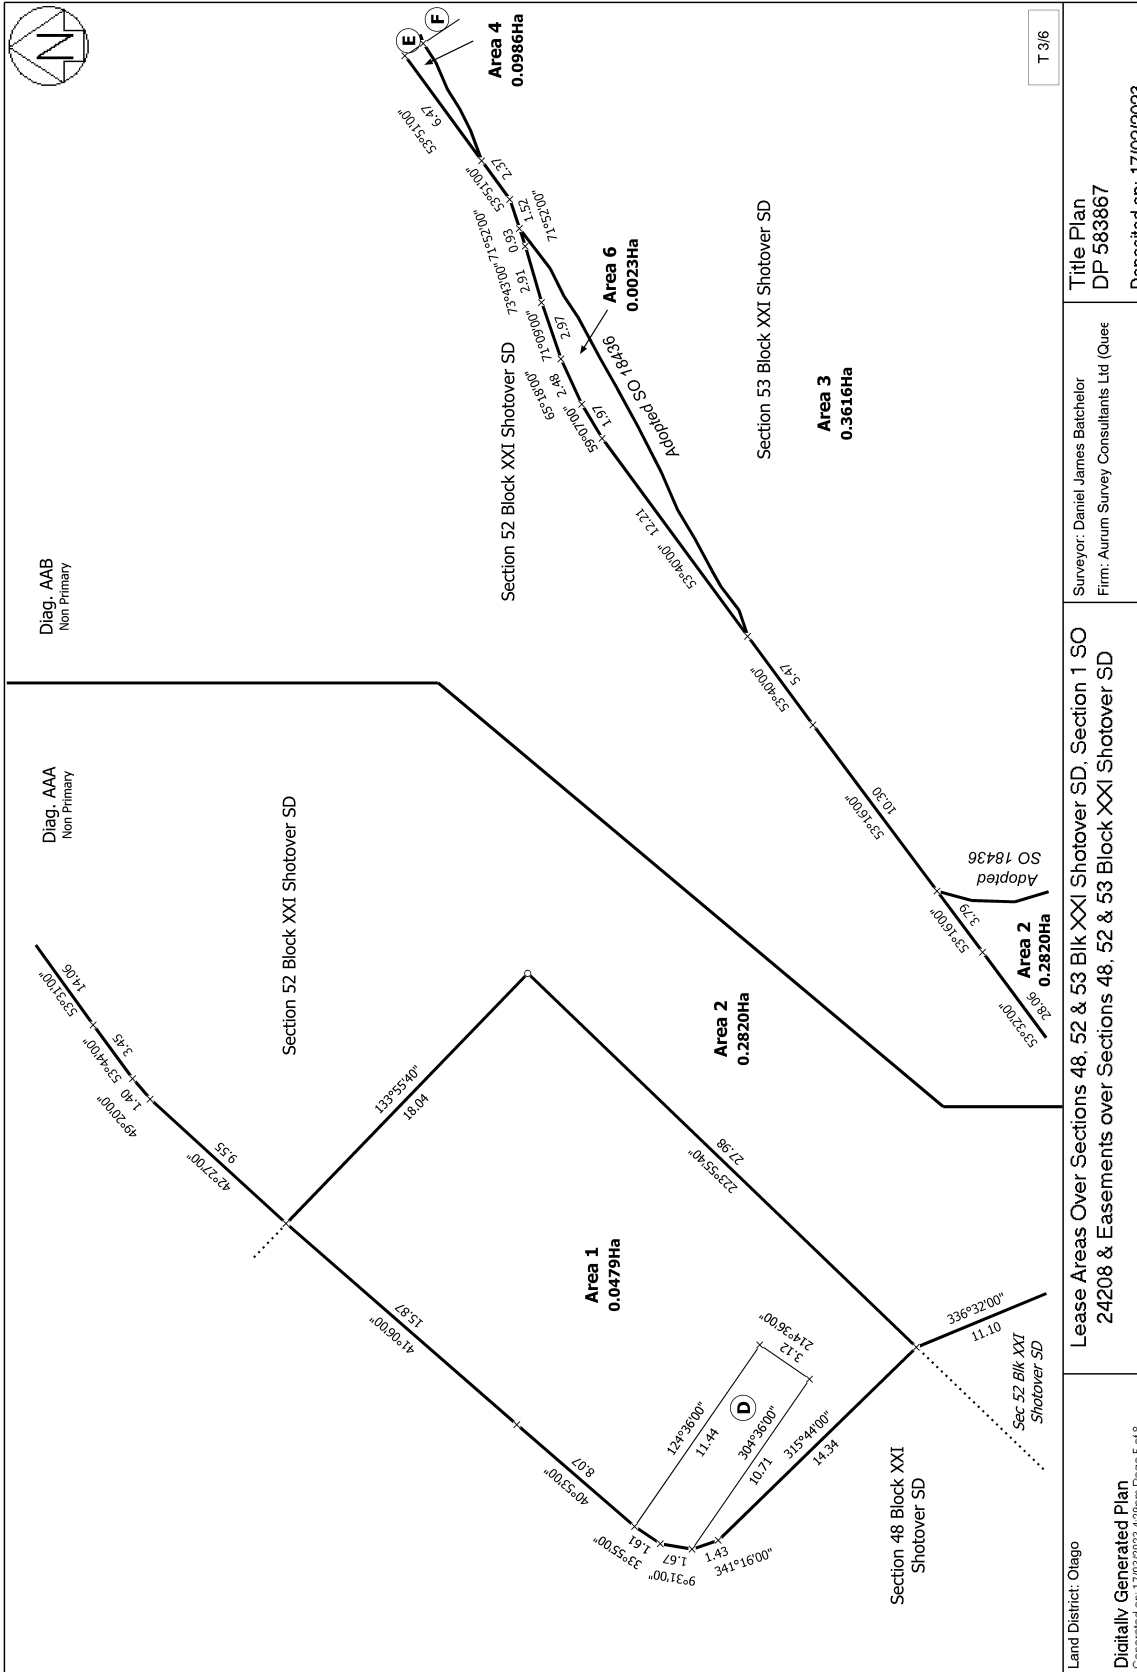 N
Diag. AAA
Non Primary
Diag. AAB
Non Primary
53°31'00"
14.06
53°44'00"
3.45
49°20'00"
1.40
42°27'00"
9.55
Section 52 Block XXI Shotover SD
133°55'40"
18.04
41°06'00"
15.87
Area 1
0.0479Ha
Area 2
0.2820Ha
223°55'40"
27.98
40°53'00"
8.07
33°55'00"
1.61
9°31'00"
1.67
1.43
341°16'00"
124°36'00"
11.44
D
304°36'00"
10.71
214°36'00"
3.12
315°44'00"
14.34
336°32'00"
11.10
Sec 52 Blk XXI
Shotover SD
Section 48 Block XXI
Shotover SD
E
F
Area 4
0.0986Ha
53°51'00"
6.47
53°51'00"
2.37
71°52'00"
1.52
71°52'00"
0.93
73°43'00"
2.91
71°09'00"
2.97
65°18'00"
2.48
59°07'00"
1.97
Section 52 Block XXI Shotover SD
Area 6
0.0023Ha
Adopted SO 18436
Section 53 Block XXI Shotover SD
Area 3
0.3616Ha
53°40'00"
12.21
53°40'00"
5.47
53°16'00"
10.30
53°16'00"
3.79
Adopted
SO 18436
Area 2
0.2820Ha
53°32'00"
28.06
T 3/6
Land District: Otago
Digitally Generated Plan
Lease Areas Over Sections 48, 52 & 53 Blk XXI Shotover SD, Section 1 SO
24208 & Easements over Sections 48, 52 & 53 Block XXI Shotover SD
Surveyor: Daniel James Batchelor
Firm: Aurum Survey Consultants Ltd (Quee
Title Plan
DP 583867
Deposited on: 17/02/2023